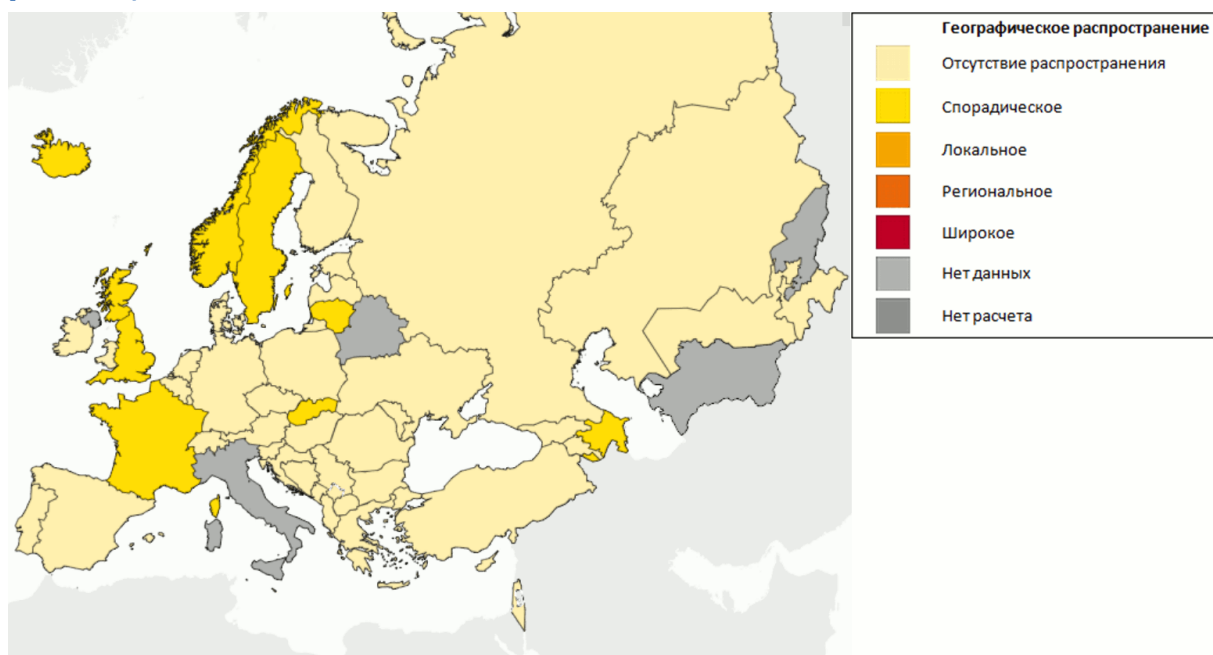 Географическое распространение
Отсутствие распространения
Спорадическое
Локальное
Региональное
Широкое
Нет данных
Нет расчета